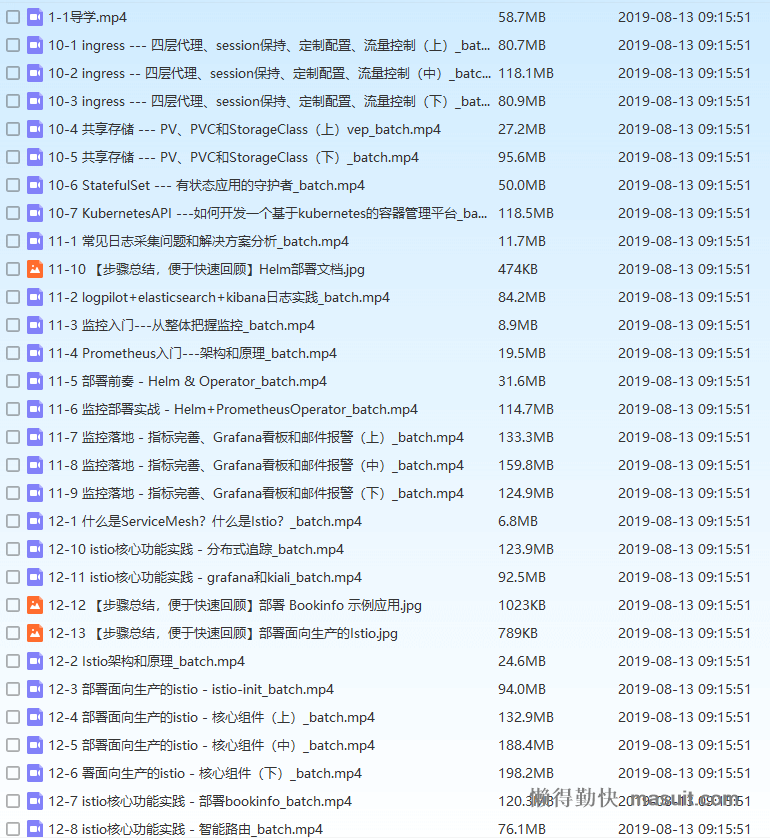 1-1导学.mp4 58.7MB 2019-08-13 09:15:51
10-1 ingress --- 四层代理、session保持、定制配置、流量控制（上）_bat... 80.7MB 2019-08-13 09:15:51
10-2 ingress -- 四层代理、session保持、定制配置、流量控制（中）_batc... 118.1MB 2019-08-13 09:15:51
10-3 ingress --- 四层代理、session保持、定制配置、流量控制（下）_bat... 80.9MB 2019-08-13 09:15:51
10-4 共享存储 --- PV、PVC和StorageClass（上）vep_batch.mp4 27.2MB 2019-08-13 09:15:51
10-5 共享存储 --- PV、PVC和StorageClass（下）_batch.mp4 95.6MB 2019-08-13 09:15:51
10-6 StatefulSet --- 有状态应用的守护者_batch.mp4 50.0MB 2019-08-13 09:15:51
10-7 KubernetesAPI ---如何开发一个基于kubernetes的容器管理平台_ba... 118.5MB 2019-08-13 09:15:51
11-1 常见日志采集问题和解决方案分析_batch.mp4 11.7MB 2019-08-13 09:15:51
11-10 【步骤总结，便于快速回顾】Helm部署文档.jpg 474KB 2019-08-13 09:15:51
11-2 logpilot+elasticsearch+kibana日志实践_batch.mp4 84.2MB 2019-08-13 09:15:51
11-3 监控入门---从整体把握监控_batch.mp4 8.9MB 2019-08-13 09:15:51
11-4 Prometheus入门---架构和原理_batch.mp4 19.5MB 2019-08-13 09:15:51
11-5 部署前奏 - Helm & Operator_batch.mp4 31.6MB 2019-08-13 09:15:51
11-6 监控部署实战 - Helm+PrometheusOperator_batch.mp4 114.7MB 2019-08-13 09:15:51
11-7 监控落地 - 指标完善、Grafana看板和邮件报警（上）_batch.mp4 133.3MB 2019-08-13 09:15:51
11-8 监控落地 - 指标完善、Grafana看板和邮件报警（中）_batch.mp4 159.8MB 2019-08-13 09:15:51
11-9 监控落地 - 指标完善、Grafana看板和邮件报警（下）_batch.mp4 124.9MB 2019-08-13 09:15:51
12-1 什么是ServiceMesh？什么是Istio？_batch.mp4 6.8MB 2019-08-13 09:15:51
12-10 istio核心功能实践 - 分布式追踪_batch.mp4 123.9MB 2019-08-13 09:15:51
12-11 istio核心功能实践 - grafana和kiali_batch.mp4 92.5MB 2019-08-13 09:15:51
12-12 【步骤总结，便于快速回顾】部署 Bookinfo 示例应用.jpg 1023KB 2019-08-13 09:15:51
12-13 【步骤总结，便于快速回顾】部署面向生产的Istio.jpg 789KB 2019-08-13 09:15:51
12-2 Istio架构和原理_batch.mp4 24.6MB 2019-08-13 09:15:51
12-3 部署面向生产的istio - istio-init_batch.mp4 94.0MB 2019-08-13 09:15:51
12-4 部署面向生产的istio - 核心组件（上）_batch.mp4 132.9MB 2019-08-13 09:15:51
12-5 部署面向生产的istio - 核心组件（中）_batch.mp4 188.4MB 2019-08-13 09:15:51
12-6 署面向生产的istio - 核心组件（下）_batch.mp4 198.2MB 2019-08-13 09:15:51
12-7 istio核心功能实践 - 部署bookinfo_batch.mp4 120.3MB 2019-08-13 09:15:51
懒得勤快 masuit.com
12-8 istio核心功能实践 - 智能路由_batch.mp4 76.1MB 2019-08-13 09:15:51